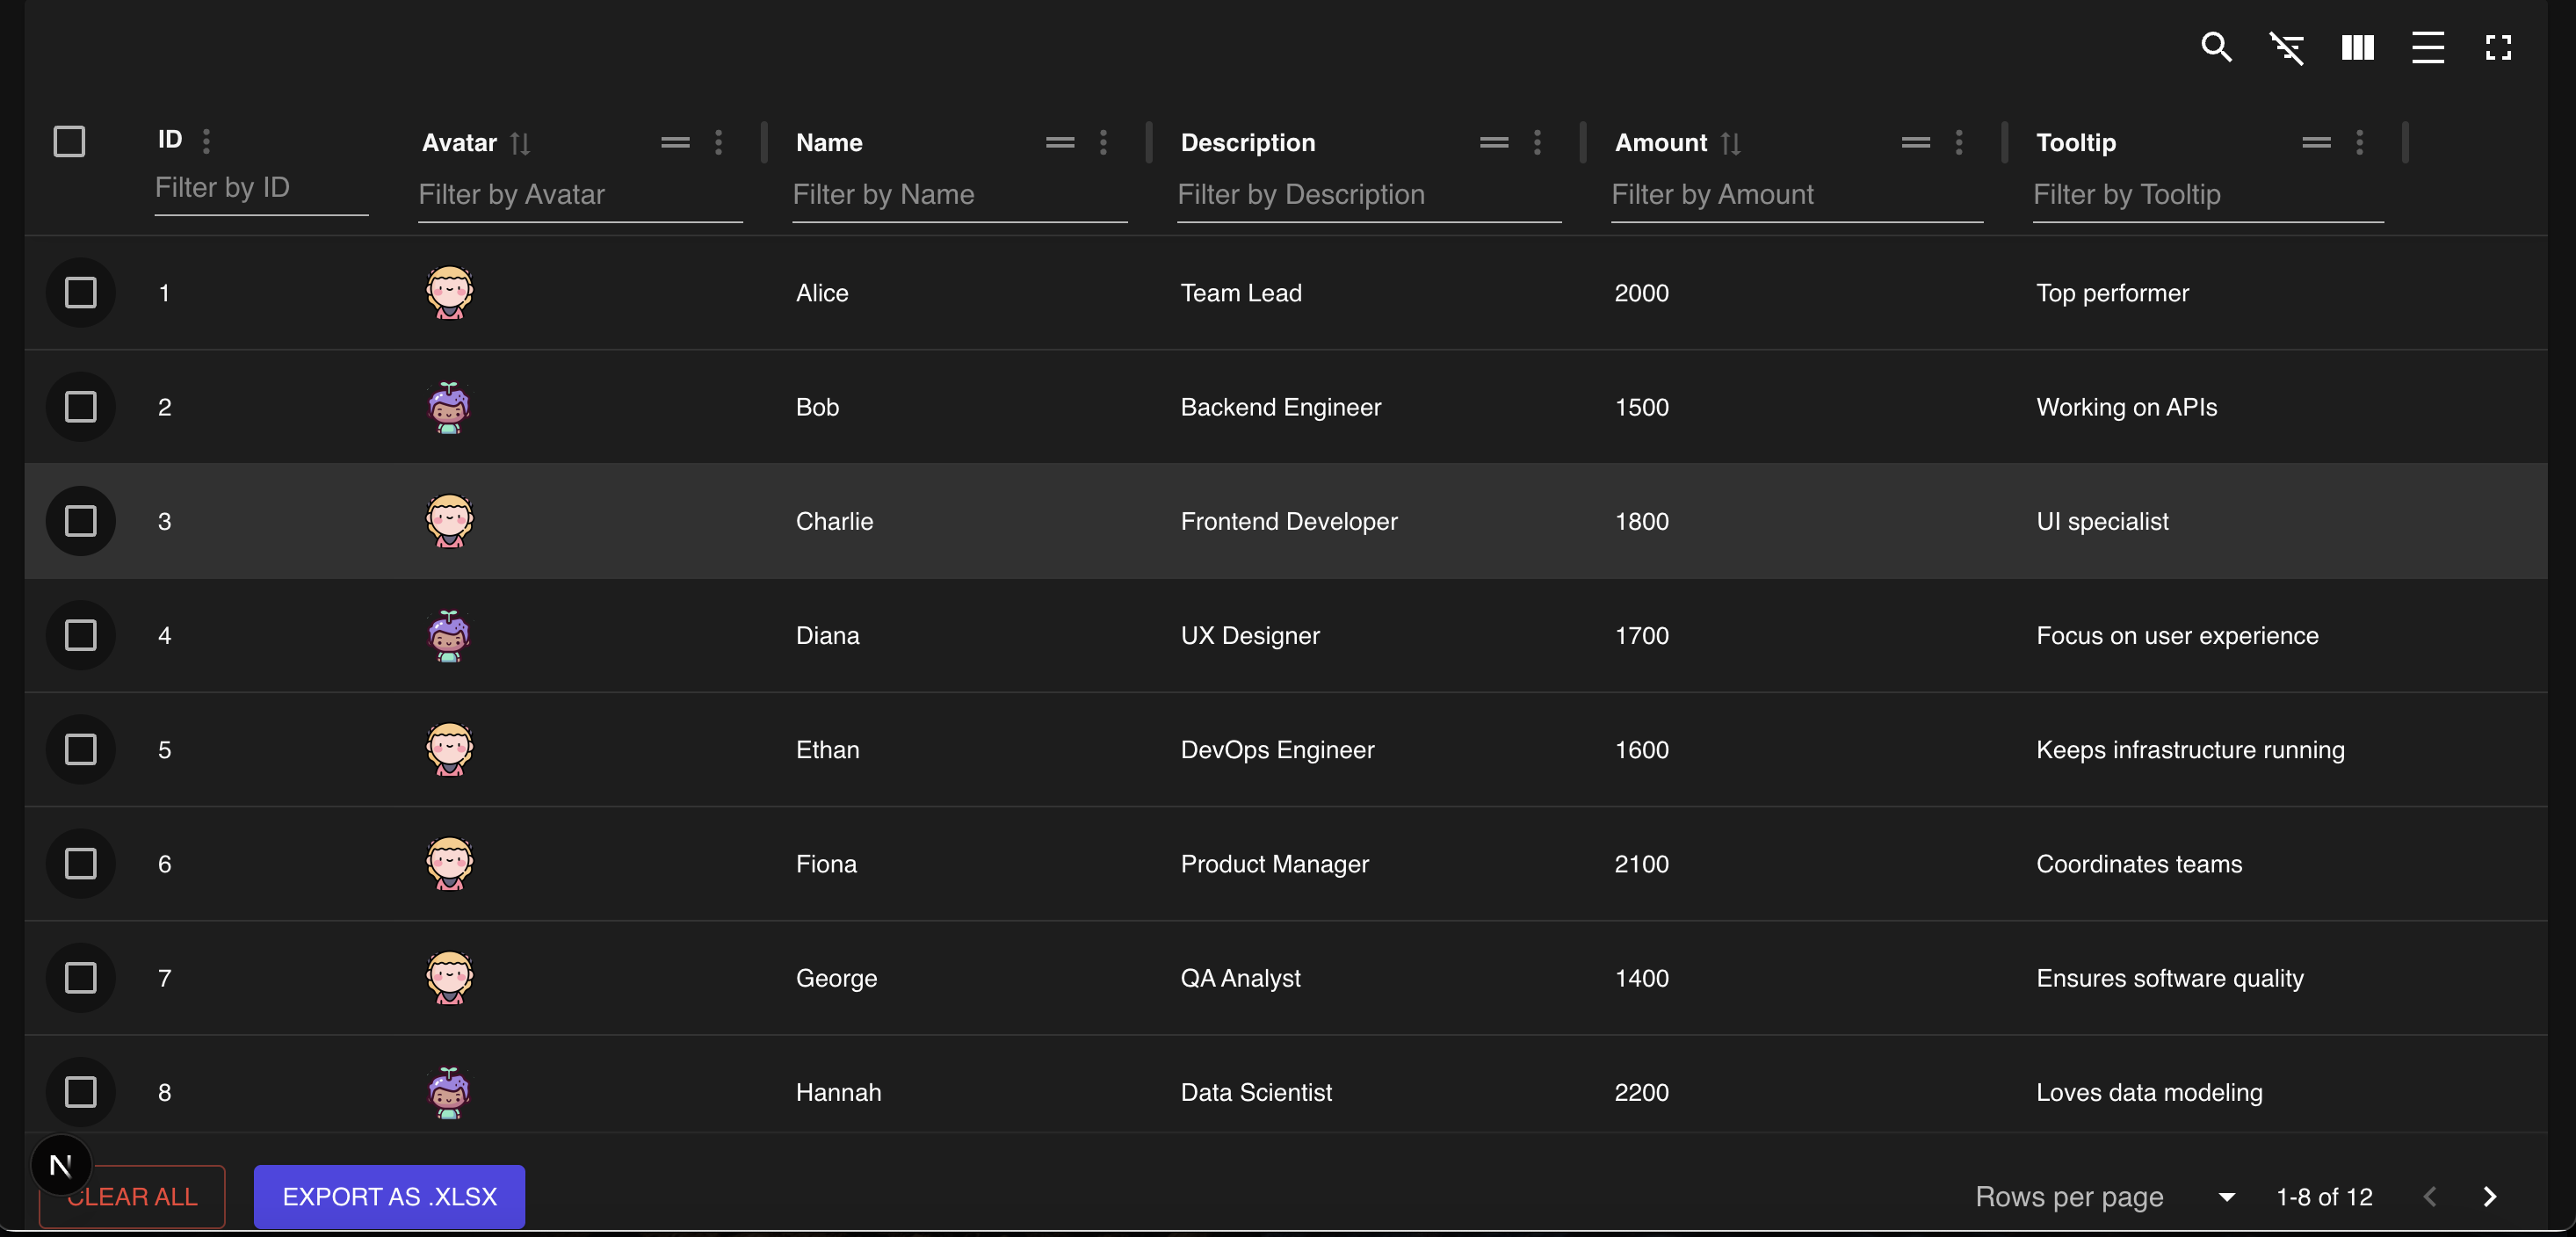 ID Avatar Name Description Amount Tooltip
Filter by ID Filter by Avatar Filter by Name Filter by Description Filter by Amount Filter by Tooltip
1 Alice Team Lead 2000 Top performer
2 Bob Backend Engineer 1500 Working on APIs
3 Charlie Frontend Developer 1800 UI specialist
4 Diana UX Designer 1700 Focus on user experience
5 Ethan DevOps Engineer 1600 Keeps infrastructure running
6 Fiona Product Manager 2100 Coordinates teams
7 George QA Analyst 1400 Ensures software quality
8 Hannah Data Scientist 2200 Loves data modeling
N
CLEAR ALL EXPORT AS .XLSX Rows per page 1-8 of 12